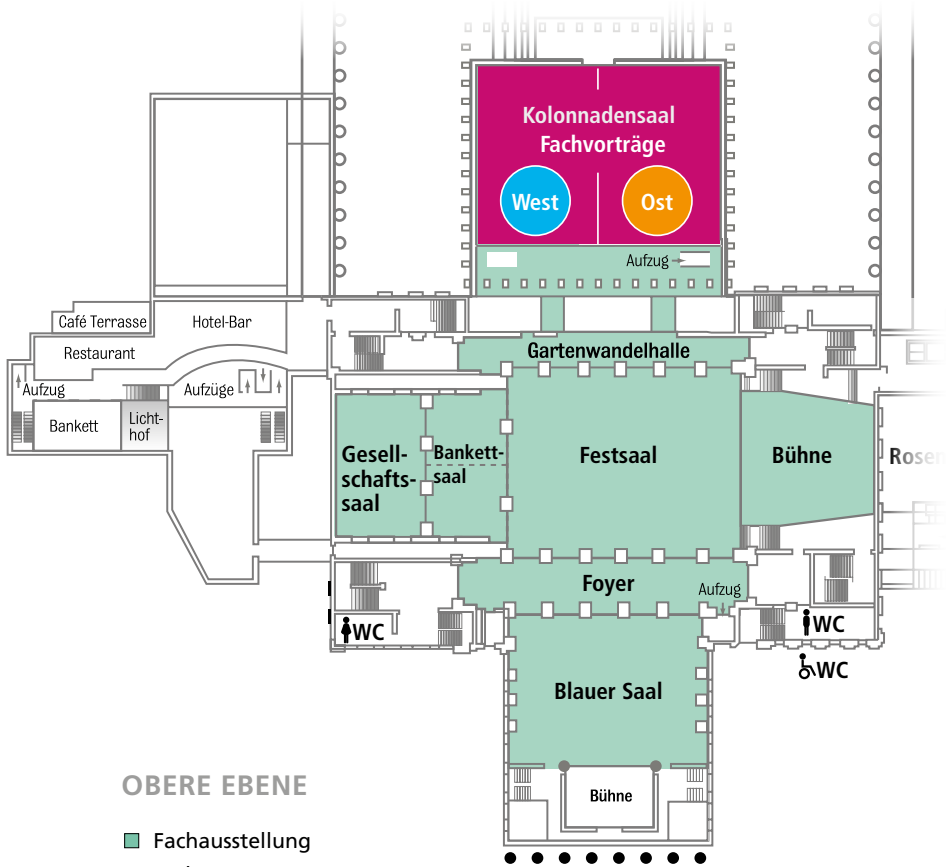 Kolonnadensaal
Fachvorträge
West
Ost
Aufzug
Café Terrasse
Hotel-Bar
Restaurant
Gartenwandelhalle
Aufzug
Aufzüge
Bankett
Licht-
hof
Gesell-
schafts-
saal
Bankett-
saal
Festsaal
Bühne
Foyer
Aufzug
WC
WC
WC
Blauer Saal
Bühne
OBERE EBENE
Fachausstellung